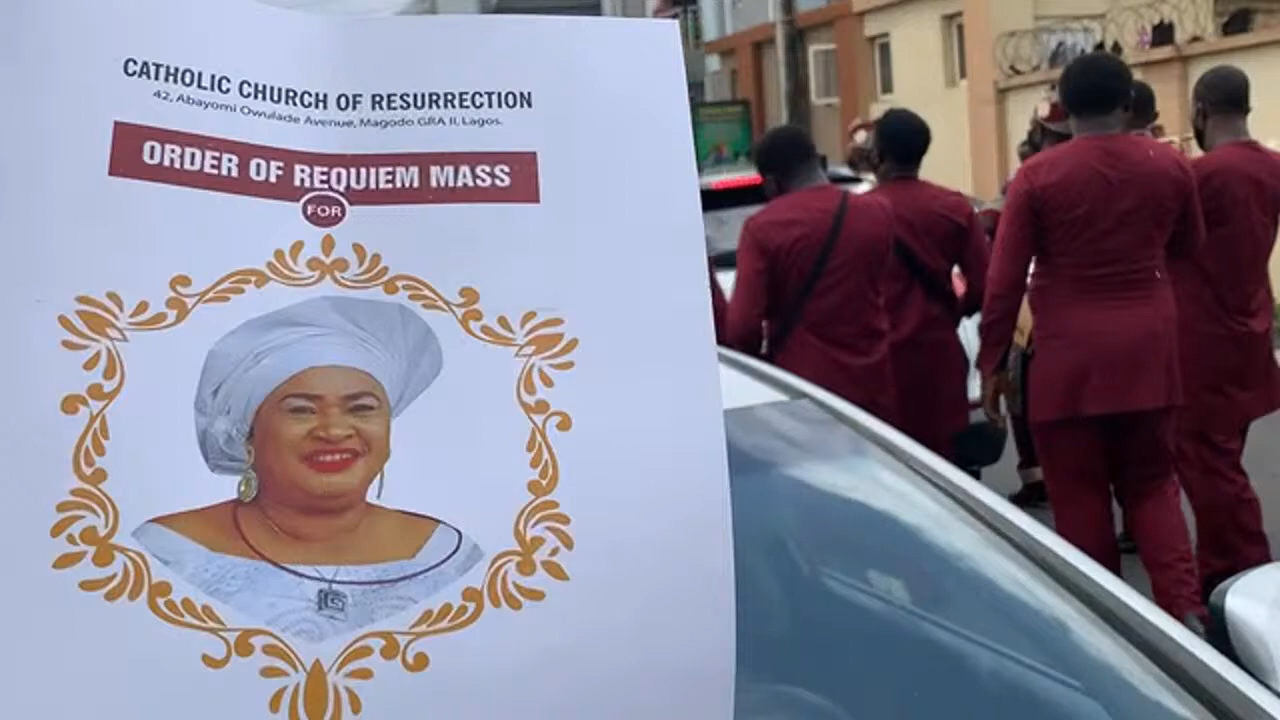 CATHOLIC CHURCH OF RESURRECTION
42, Abayomi Owulade Avenue, Magodo GRA II, Lagos.
ORDER OF REQUIEM MASS
FOR